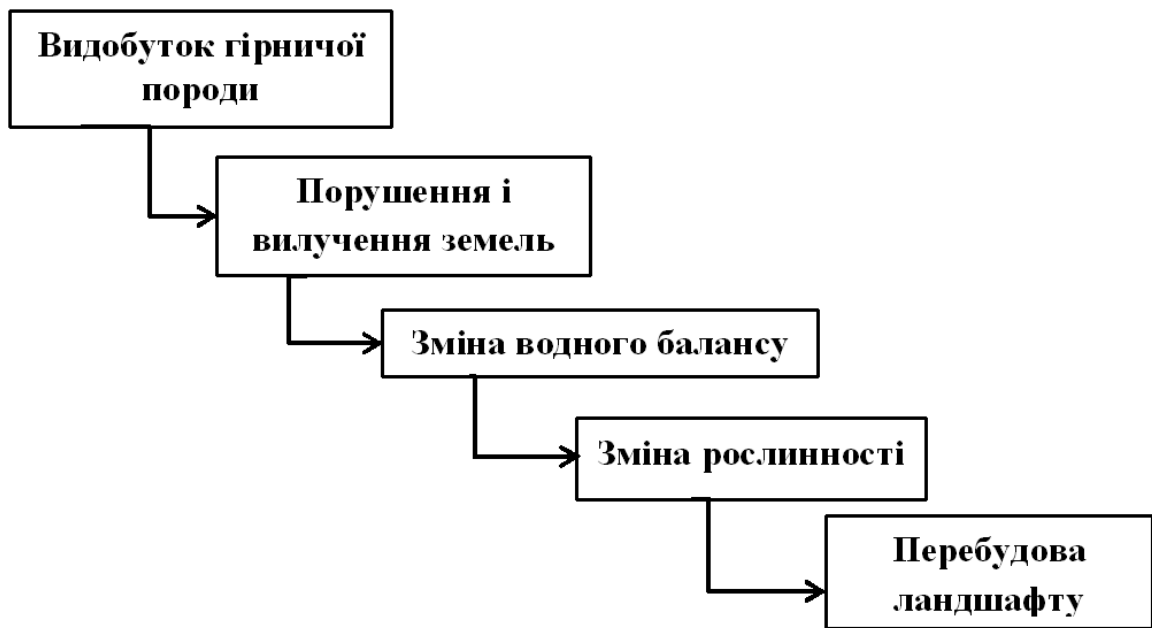 Видобуток гірничої
породи
Порушення і
вилучення земель
Зміна водного балансу
Зміна рослинності
Перебудова
ландшафту